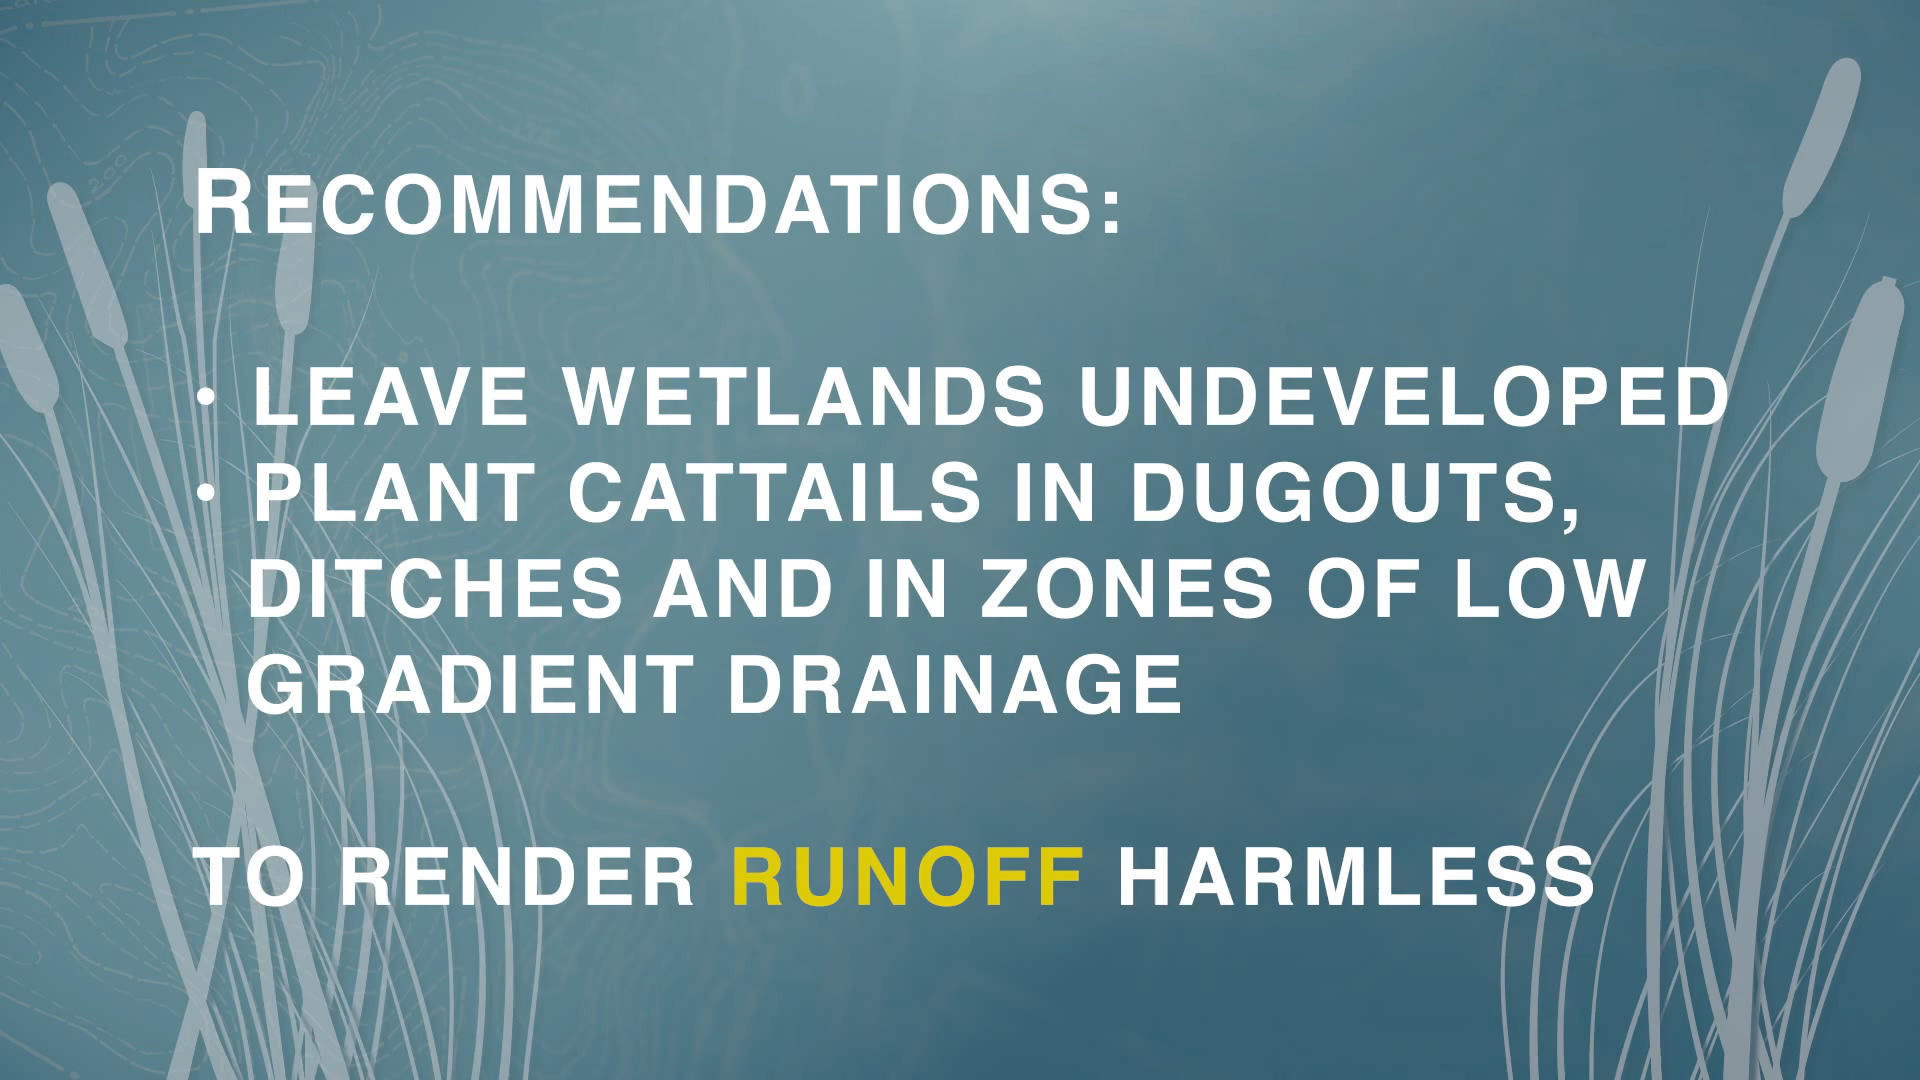 RECOMMENDATIONS:
• LEAVE WETLANDS UNDEVELOPED
• PLANT CATTAILS IN DUGOUTS,
DITCHES AND IN ZONES OF LOW
GRADIENT DRAINAGE
TO RENDER RUNOFF HARMLESS